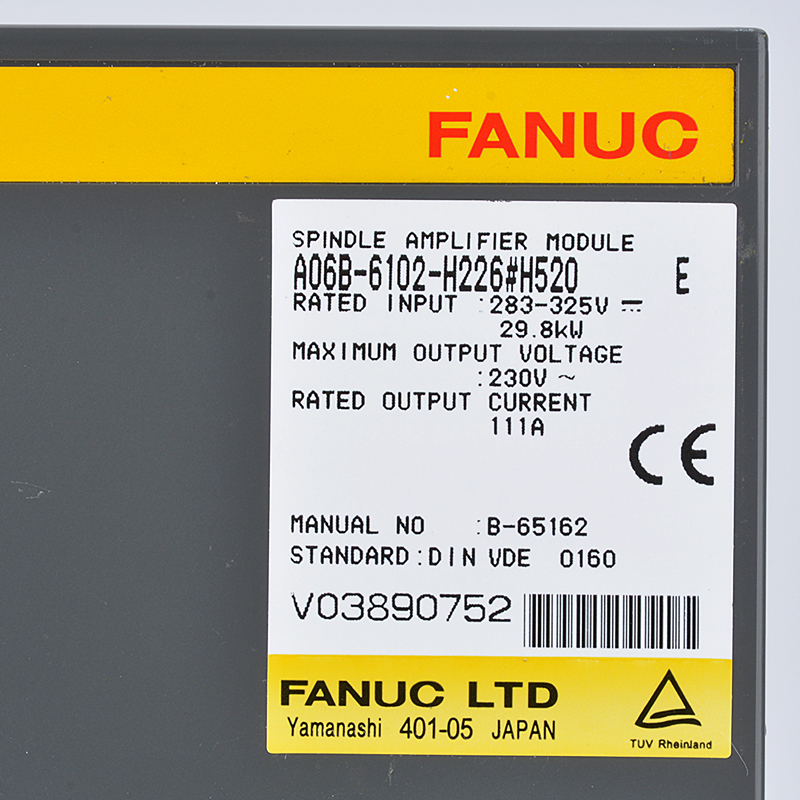 FANUC
SPINDLE AMPLIFIER MODULE
A06B-6102-H226#H520 E
RATED INPUT :283-325V ⎓
29.8kW
MAXIMUM OUTPUT VOLTAGE
:230V ~
RATED OUTPUT CURRENT
111A
CE
MANUAL NO :B-65162
STANDARD:DIN VDE 0160
V03890752
FANUC LTD
Yamanashi 401-05 JAPAN
TUV Rheinland